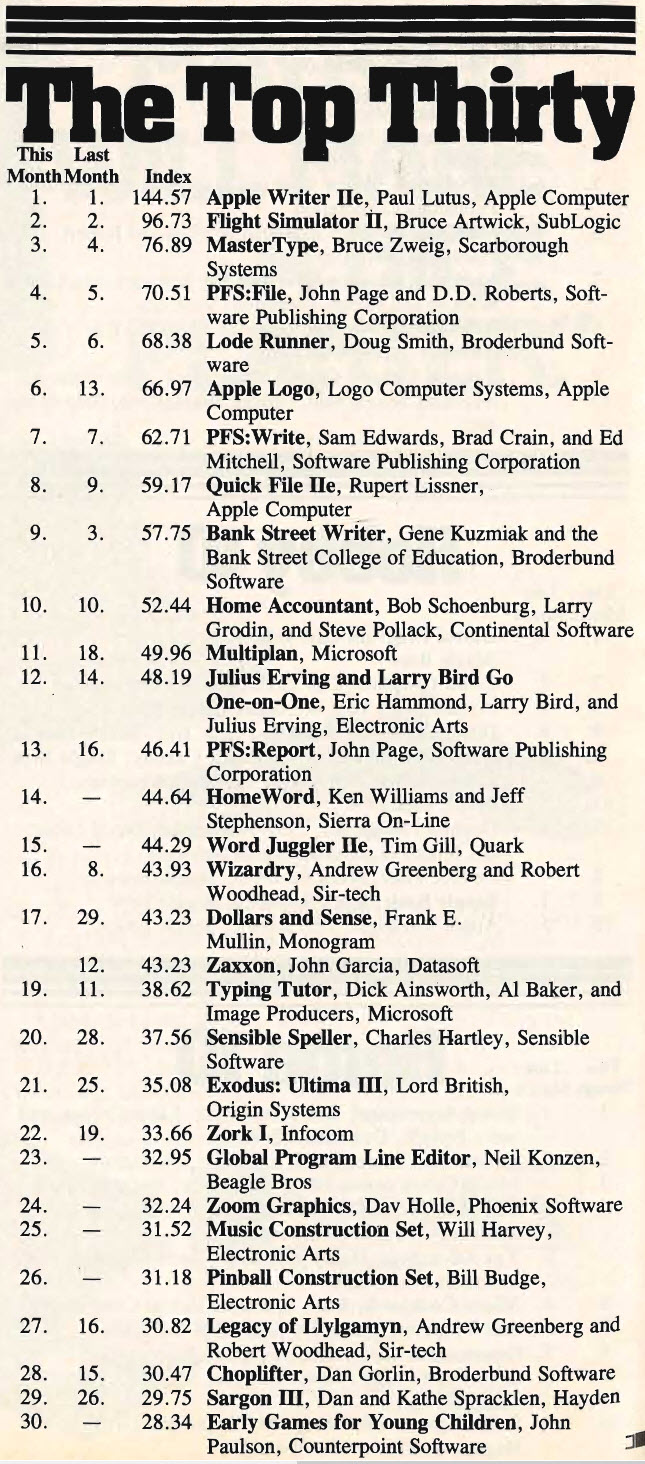 The Top Thirty
This Last
Month Month Index
1. 1. 144.57 Apple Writer IIe, Paul Lutus, Apple Computer
2. 2. 96.73 Flight Simulator II, Bruce Artwick, SubLogic
3. 4. 76.89 MasterType, Bruce Zweig, Scarborough
Systems
4. 5. 70.51 PFS:File, John Page and D.D. Roberts, Soft-
ware Publishing Corporation
5. 6. 68.38 Lode Runner, Doug Smith, Broderbund Soft-
ware
6. 13. 66.97 Apple Logo, Logo Computer Systems, Apple
Computer
7. 7. 62.71 PFS:Write, Sam Edwards, Brad Crain, and Ed
Mitchell, Software Publishing Corporation
8. 9. 59.17 Quick File IIe, Rupert Lissner,
Apple Computer
9. 3. 57.75 Bank Street Writer, Gene Kuzmiak and the
Bank Street College of Education, Broderbund
Software
10. 10. 52.44 Home Accountant, Bob Schoenburg, Larry
Grodin, and Steve Pollack, Continental Software
11. 18. 49.96 Multiplan, Microsoft
12. 14. 48.19 Julius Erving and Larry Bird Go
One-on-One, Eric Hammond, Larry Bird, and
Julius Erving, Electronic Arts
13. 16. 46.41 PFS:Report, John Page, Software Publishing
Corporation
14. — 44.64 HomeWord, Ken Williams and Jeff
Stephenson, Sierra On-Line
15. — 44.29 Word Juggler IIe, Tim Gill, Quark
16. 8. 43.93 Wizardry, Andrew Greenberg and Robert
Woodhead, Sir-tech
17. 29. 43.23 Dollars and Sense, Frank E.
Mullin, Monogram
12. 43.23 Zaxxon, John Garcia, Datasoft
19. 11. 38.62 Typing Tutor, Dick Ainsworth, Al Baker, and
Image Producers, Microsoft
20. 28. 37.56 Sensible Speller, Charles Hartley, Sensible
Software
21. 25. 35.08 Exodus: Ultima III, Lord British,
Origin Systems
22. 19. 33.66 Zork I, Infocom
23. — 32.95 Global Program Line Editor, Neil Konzen,
Beagle Bros
24. — 32.24 Zoom Graphics, Dav Holle, Phoenix Software
25. — 31.52 Music Construction Set, Will Harvey,
Electronic Arts
26. — 31.18 Pinball Construction Set, Bill Budge,
Electronic Arts
27. 16. 30.82 Legacy of Llylgamyn, Andrew Greenberg and
Robert Woodhead, Sir-tech
28. 15. 30.47 Choplifter, Dan Gorlin, Broderbund Software
29. 26. 29.75 Sargon III, Dan and Kathe Spracklen, Hayden
30. — 28.34 Early Games for Young Children, John
Paulson, Counterpoint Software